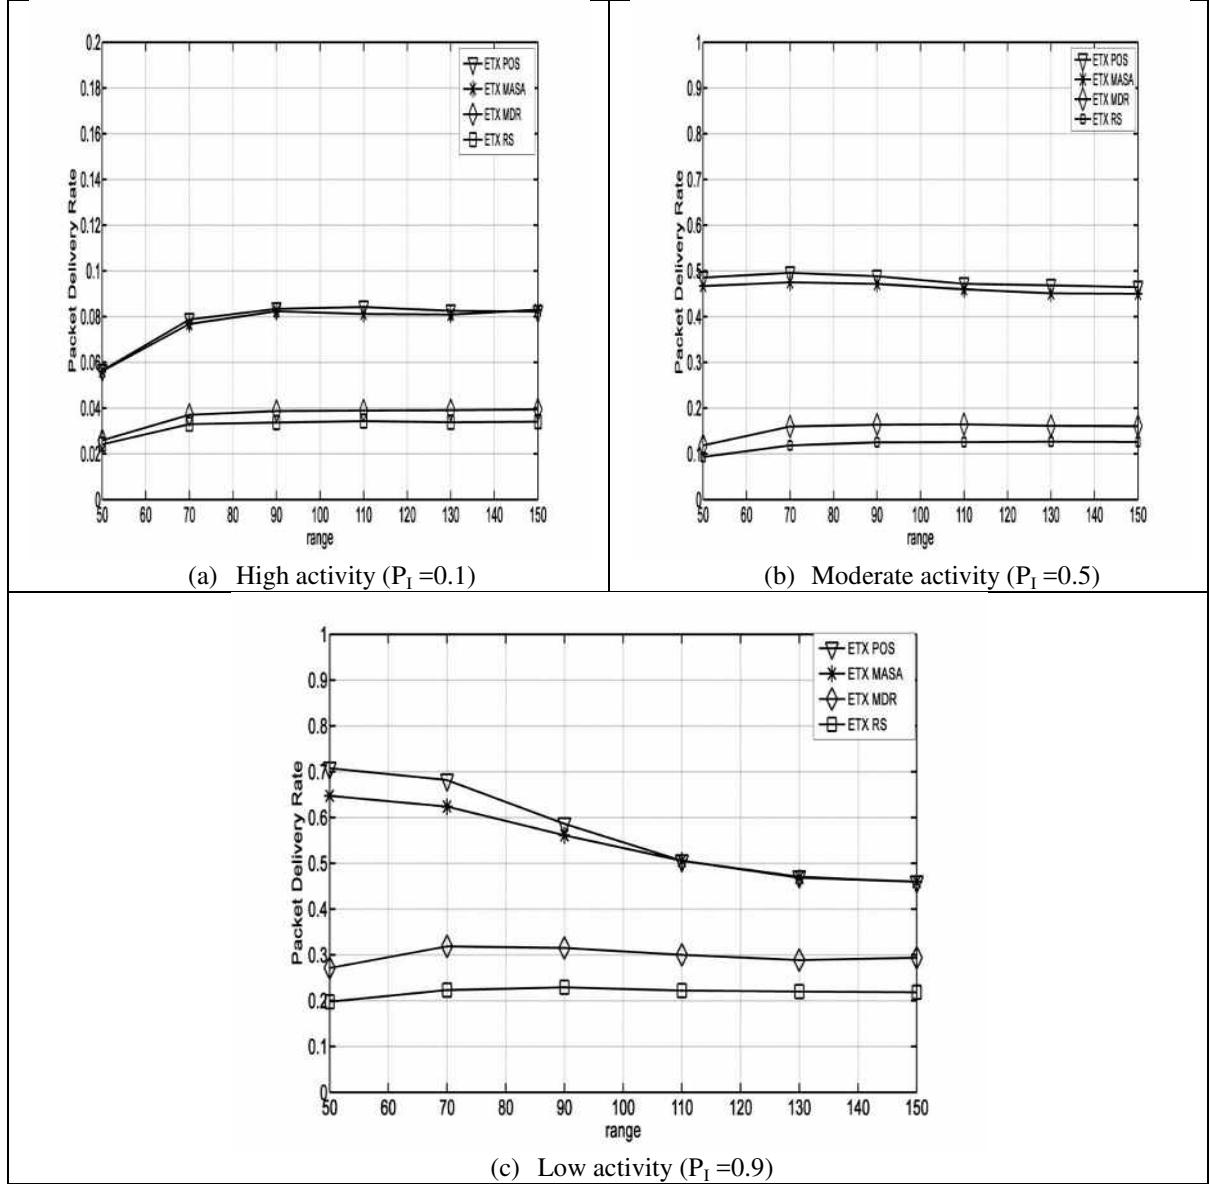 0.2
0.18
0.16
0.14
0.12
0.1
0.08
0.06
0.04
0.02
0
Packet Delivery Rate
ETX POS
ETX MASA
ETX MDR
ETX RS
50 60 70 80 90 100 110 120 130 140 150
range
(a) High activity (P_I =0.1)
1
0.9
0.8
0.7
0.6
0.5
0.4
0.3
0.2
0.1
0
Packet Delivery Rate
ETX POS
ETX MASA
ETX MDR
ETX RS
50 60 70 80 90 100 110 120 130 140 150
range
(b) Moderate activity (P_I =0.5)
1
0.9
0.8
0.7
0.6
0.5
0.4
0.3
0.2
0.1
0
Packet Delivery Rate
ETX POS
ETX MASA
ETX MDR
ETX RS
50 60 70 80 90 100 110 120 130 140 150
range
(c) Low activity (P_I =0.9)